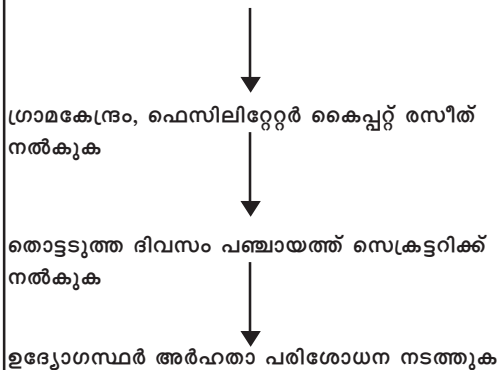 ഗ്രാമകേന്ദ്രം, ഫെസിലിറ്റേറ്റർ കൈപ്പറ്റ് രസീത്
നൽകുക
തൊട്ടടുത്ത ദിവസം പഞ്ചായത്ത് സെക്രട്ടറിക്ക്
നൽകുക
ഉദ്യോഗസ്ഥർ അർഹതാ പരിശോധന നടത്തുക